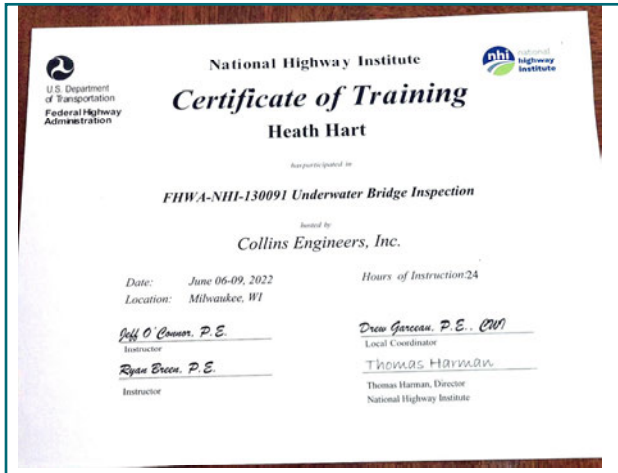 National Highway Institute
nhi national
highway
institute
U.S. Department
of Transportation
Federal Highway
Administration
Certificate of Training
Heath Hart
has participated in
FHWA-NHI-130091 Underwater Bridge Inspection
hosted by
Collins Engineers, Inc.
Date: June 06-09, 2022
Hours of Instruction:24
Location: Milwaukee, WI
Jeff O'Connor, P.E.
Instructor
Drew Garceau, P.E., CWI
Local Coordinator
Ryan Breen, P.E.
Instructor
Thomas Harman
Thomas Harman, Director
National Highway Institute